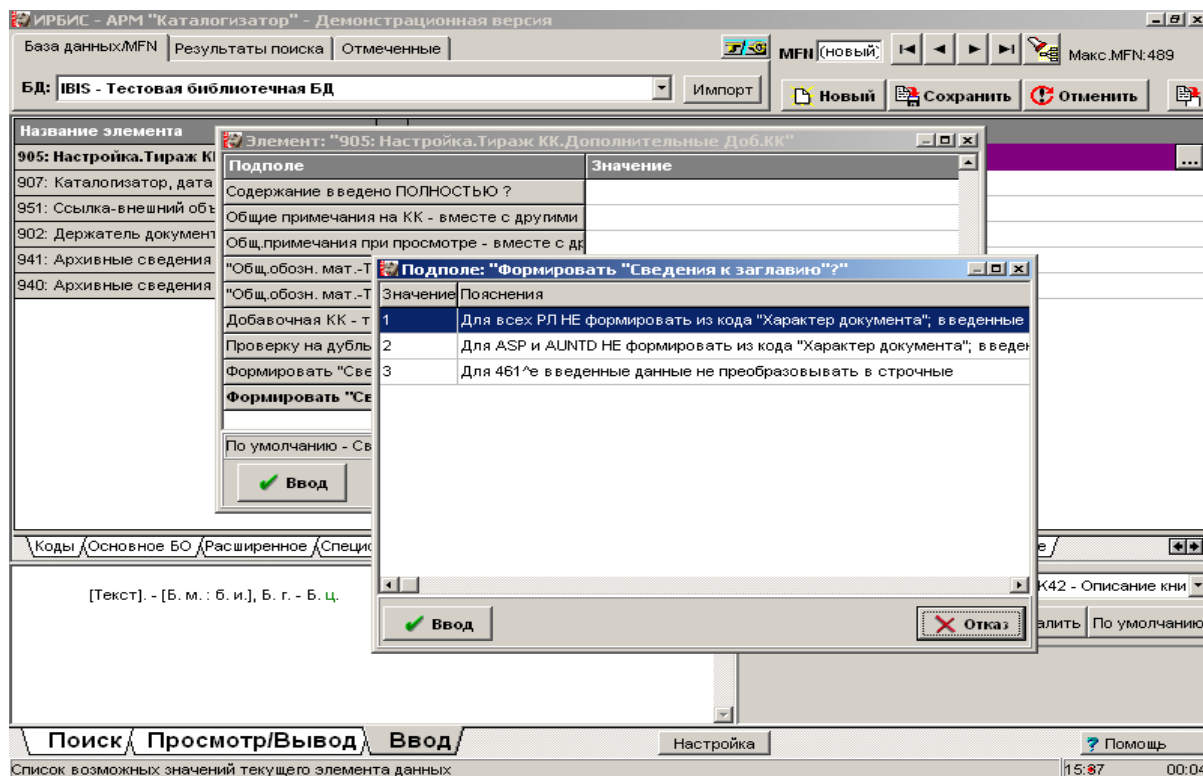 ИРБИС - АРМ "Каталогизатор" - Демонстрационная версия
База данных/MFN Результаты поиска Отмеченные
MFN (новый) Макс.MFN:489
БД: IBIS - Тестовая библиотечная БД Импорт Новый Сохранить Отменить
Название элемента
905: Настройка.Тираж К
907: Каталогизатор, дата
951: Ссылка-внешний об
902: Держатель документ
941: Архивные сведения
940: Архивные сведения
Элемент: "905: Настройка.Тираж КК.Дополнительные Доб.КК"
Подполе Значение
Содержание введено ПОЛНОСТЬЮ ?
Общие примечания на КК - вместе с другими
Общ.примечания при просмотре - вместе с др
"Общ.обозн. мат.-Т
"Общ.обозн. мат.-Т
Добавочная КК - т
Проверку на дубль
Формировать "Све
Формировать "Св
По умолчанию - Св
Ввод
Подполе: "Формировать "Сведения к заглавию"?"
Значение Пояснения
1 Для всех РЛ НЕ формировать из кода "Характер документа"; введенные
2 Для ASP и AUNTD НЕ формировать из кода "Характер документа"; введен
3 Для 461^e введенные данные не преобразовывать в строчные
Ввод Отказ
Коды Основное БО Расширенное Специ е
[Текст]. - [Б. м. : б. и.], Б. г. - Б. ц.
K42 - Описание кни
алить По умолчанию
Поиск Просмотр/Вывод Ввод Настройка Помощь
Список возможных значений текущего элемента данных 00:04